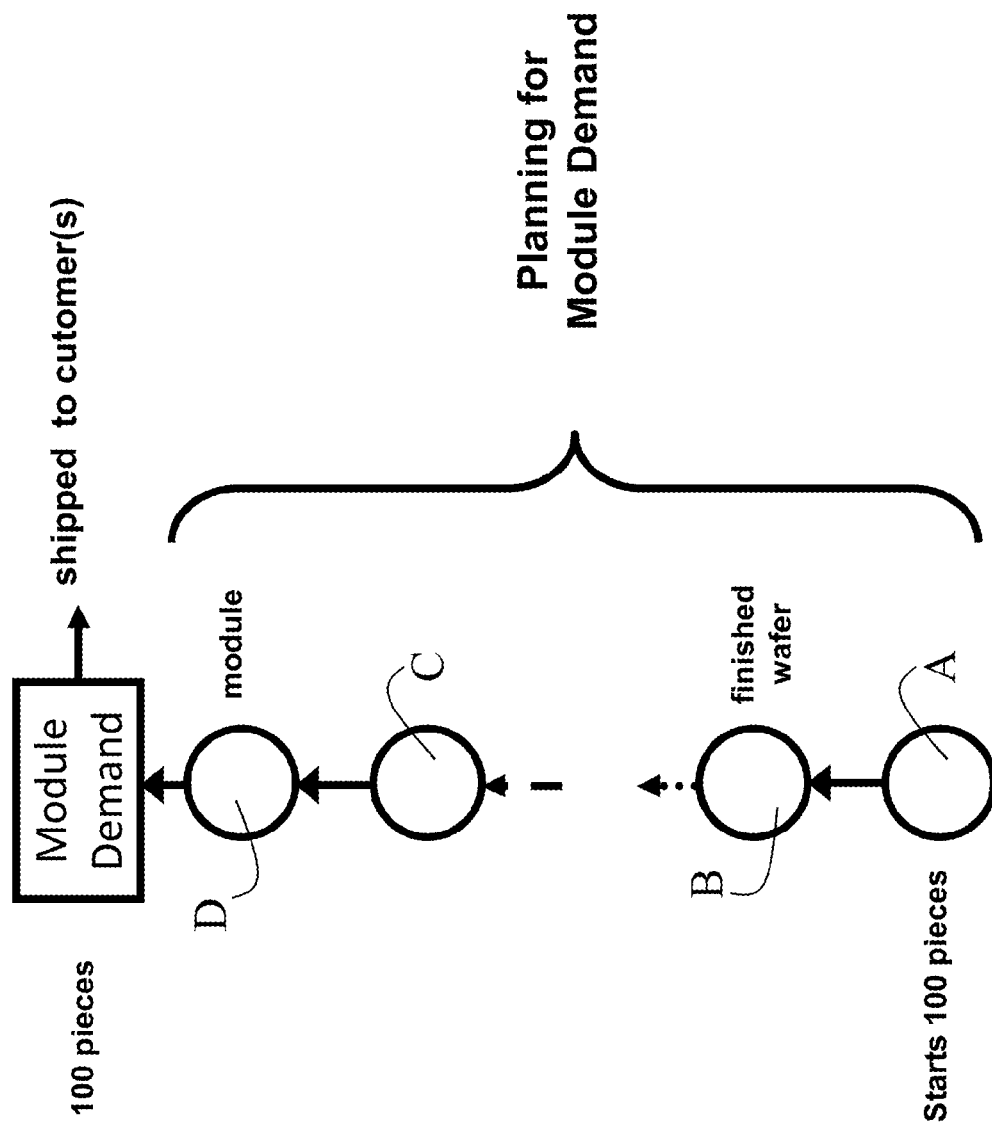 100 pieces
Module
Demand
shipped to cutomer(s)
D
module
C
Planning for
Module Demand
B
finished
wafer
Starts 100 pieces
A